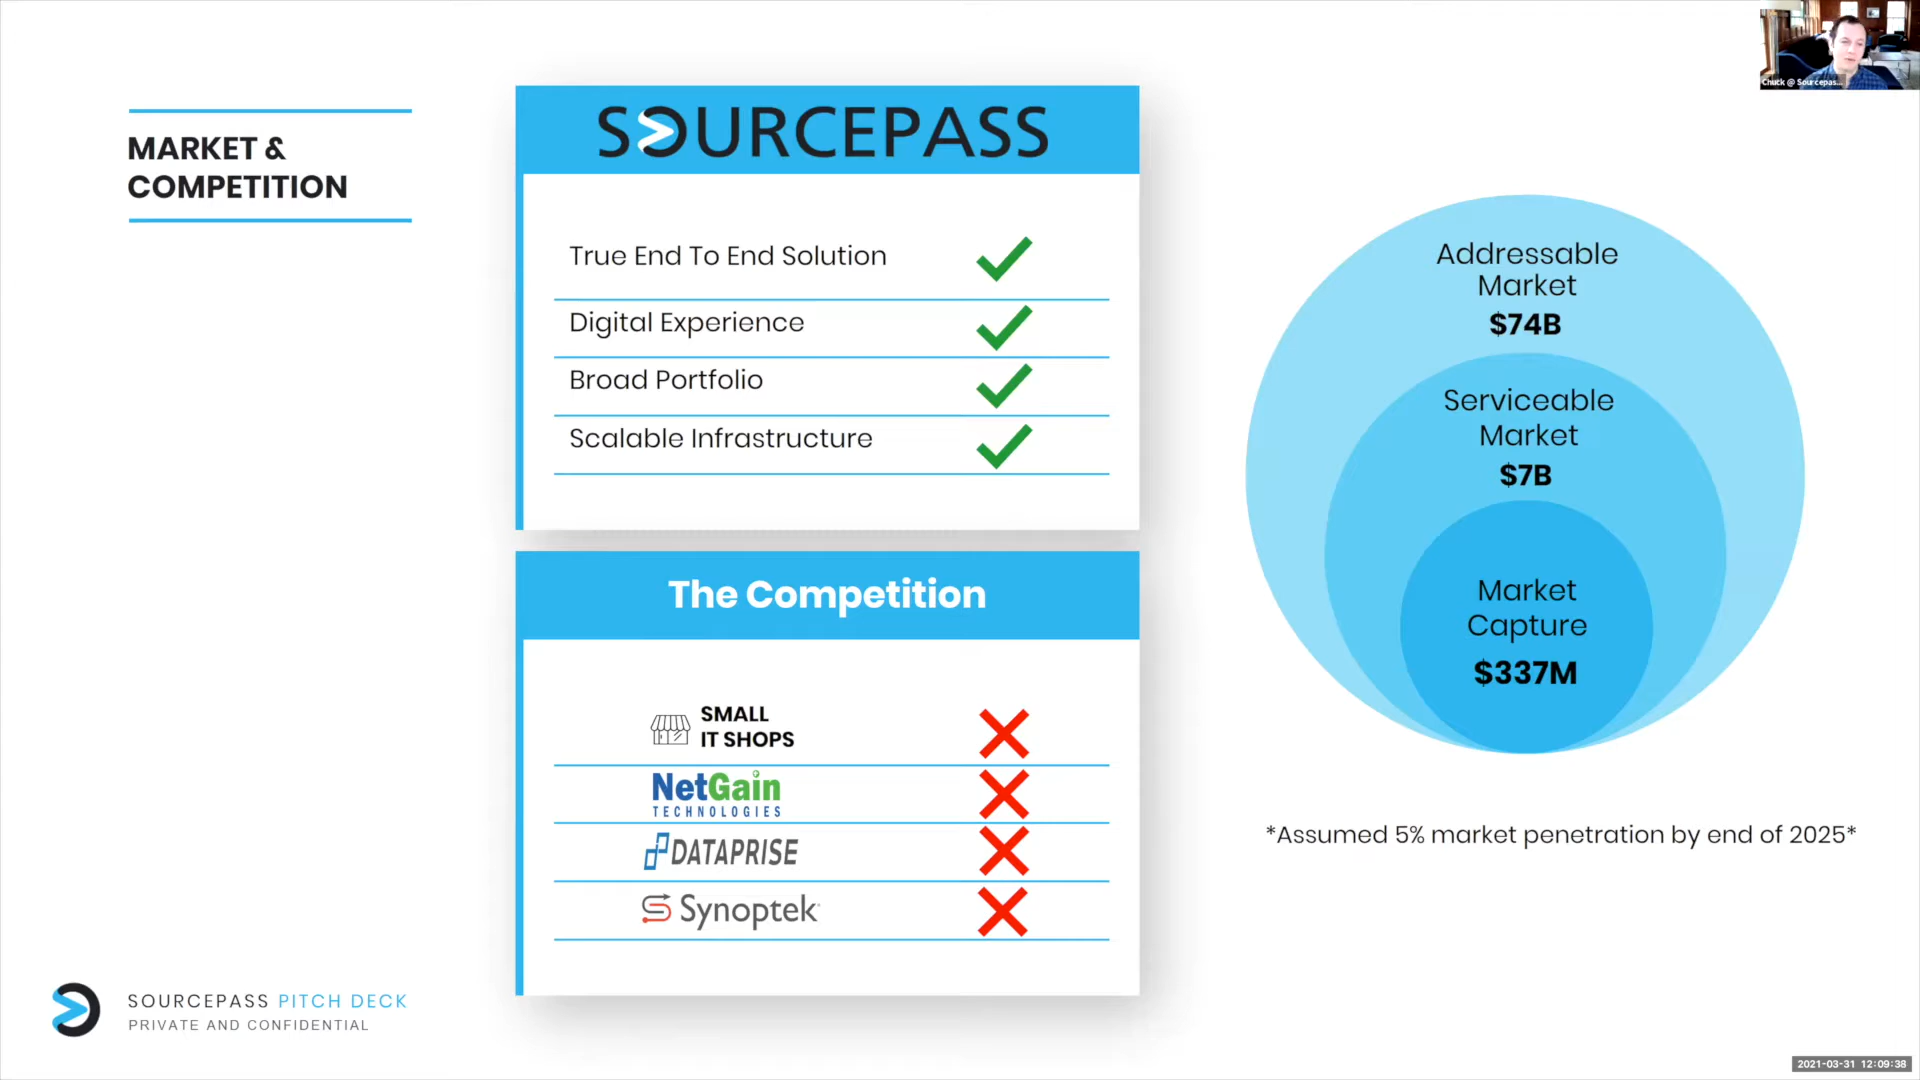 MARKET &
COMPETITION
SOURCEPASS
True End To End Solution
Digital Experience
Broad Portfolio
Scalable Infrastructure
The Competition
SMALL
IT SHOPS
NetGain
TECHNOLOGIES
DATAPRISE
Synoptek
Addressable
Market
$74B
Serviceable
Market
$7B
Market
Capture
$337M
*Assumed 5% market penetration by end of 2025*
Chuck @ Sourcepas...
SOURCEPASS PITCH DECK
PRIVATE AND CONFIDENTIAL
2021-03-31 12:09:38